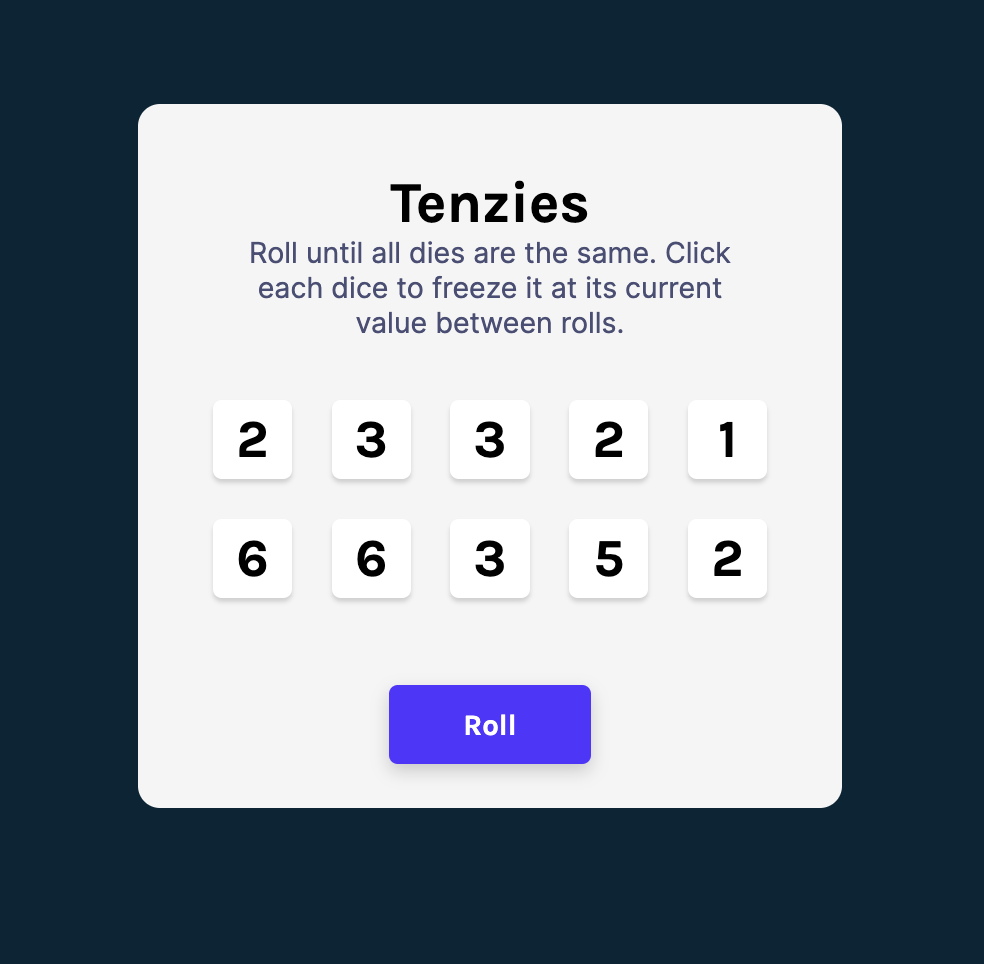 Tenzies
Roll until all dies are the same. Click
each dice to freeze it at its current
value between rolls.
2 3 3 2 1
6 6 3 5 2
Roll